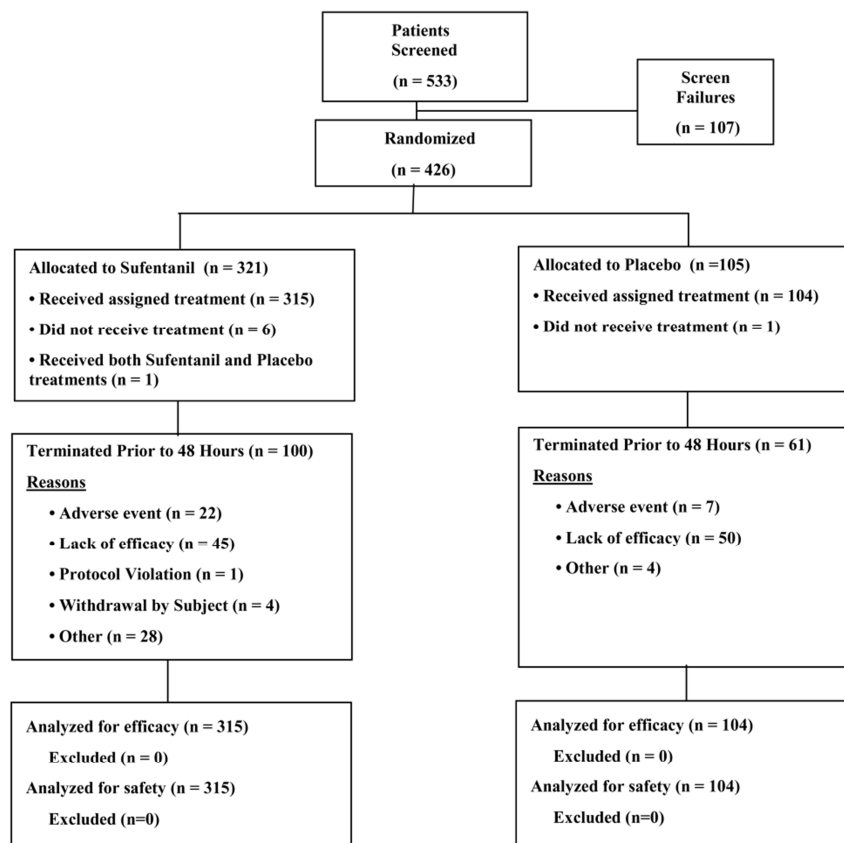 Patients
Screened
(n = 533)
Screen
Failures
(n = 107)
Randomized
(n = 426)
Allocated to Sufentanil (n = 321)
• Received assigned treatment (n = 315)
• Did not receive treatment (n = 6)
• Received both Sufentanil and Placebo
treatments (n = 1)
Allocated to Placebo (n =105)
• Received assigned treatment (n = 104)
• Did not receive treatment (n = 1)
Terminated Prior to 48 Hours (n = 100)
Reasons
• Adverse event (n = 22)
• Lack of efficacy (n = 45)
• Protocol Violation (n = 1)
• Withdrawal by Subject (n = 4)
• Other (n = 28)
Terminated Prior to 48 Hours (n = 61)
Reasons
• Adverse event (n = 7)
• Lack of efficacy (n = 50)
• Other (n = 4)
Analyzed for efficacy (n = 315)
Excluded (n = 0)
Analyzed for safety (n = 315)
Excluded (n=0)
Analyzed for efficacy (n = 104)
Excluded (n = 0)
Analyzed for safety (n = 104)
Excluded (n=0)